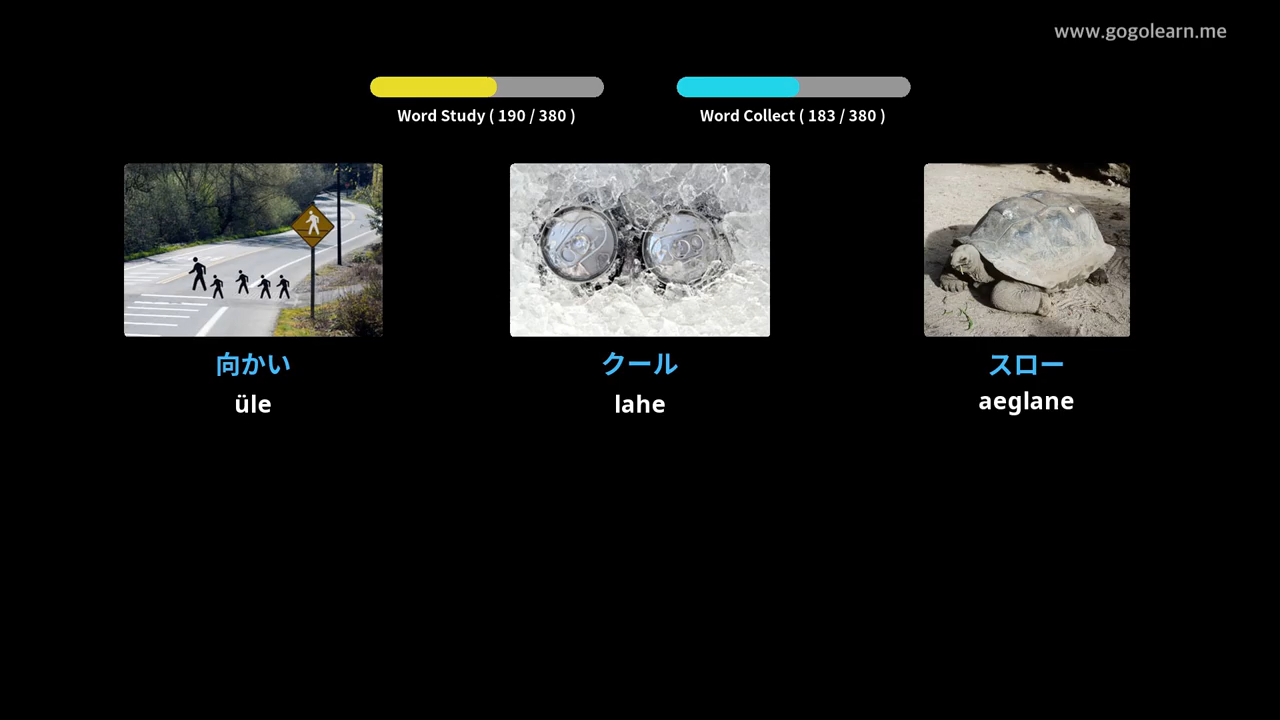 www.gogolearn.me
Word Study ( 190 / 380 )
Word Collect ( 183 / 380 )
向かい
クール
スロー
üle
lahe
aeglane